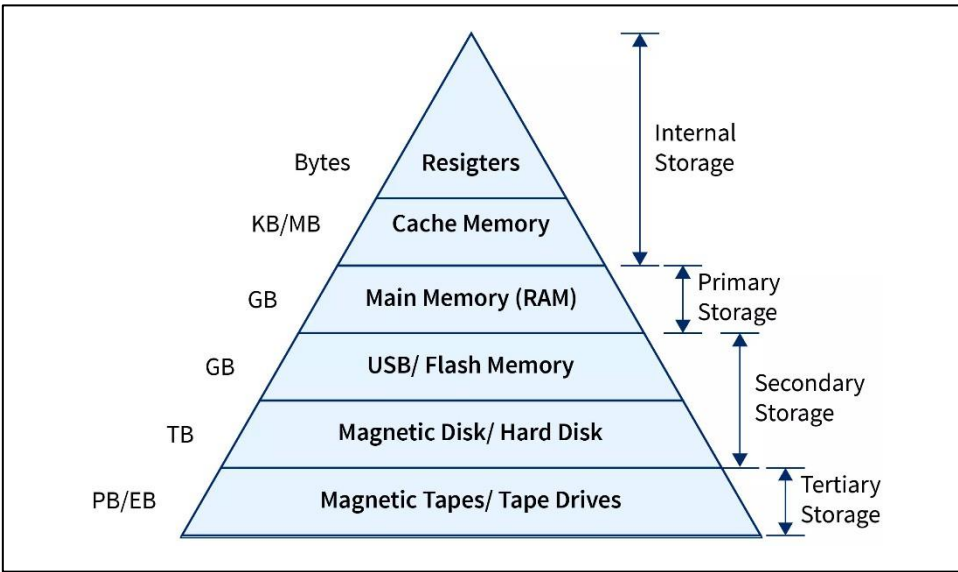 Bytes
Resigters
Internal
Storage
KB/MB
Cache Memory
GB
Main Memory (RAM)
Primary
Storage
GB
USB/ Flash Memory
Secondary
Storage
TB
Magnetic Disk/ Hard Disk
PB/EB
Magnetic Tapes/ Tape Drives
Tertiary
Storage